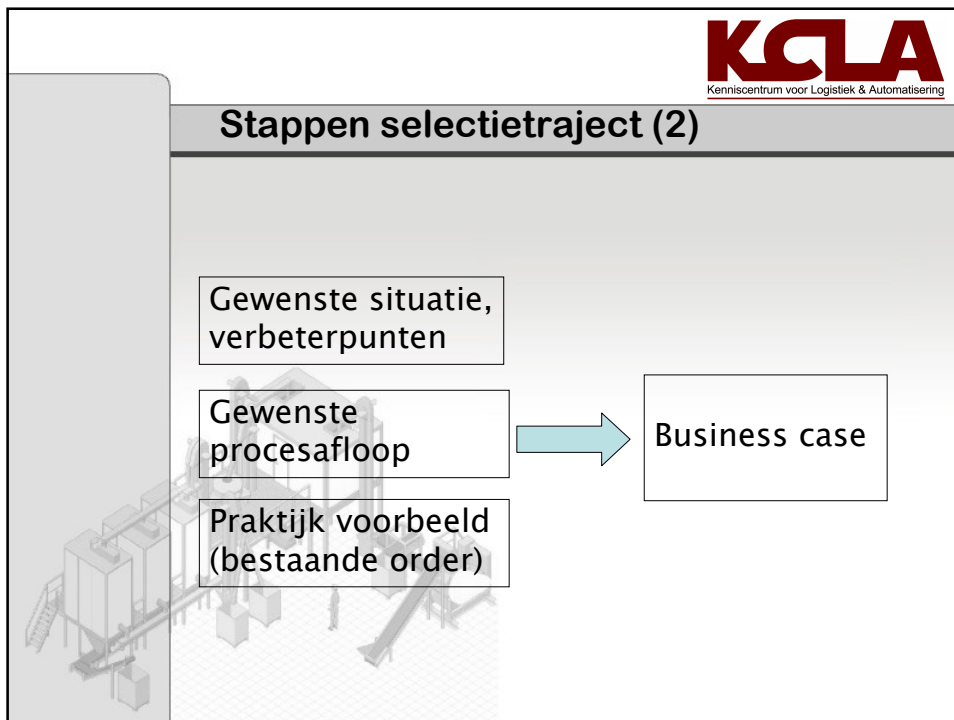 KCLA
Kenniscentrum voor Logistiek & Automatisering
Stappen selectietraject (2)
Gewenste situatie,
verbeterpunten
Gewenste
procesafloop
Praktijk voorbeeld
(bestaande order)
Business case